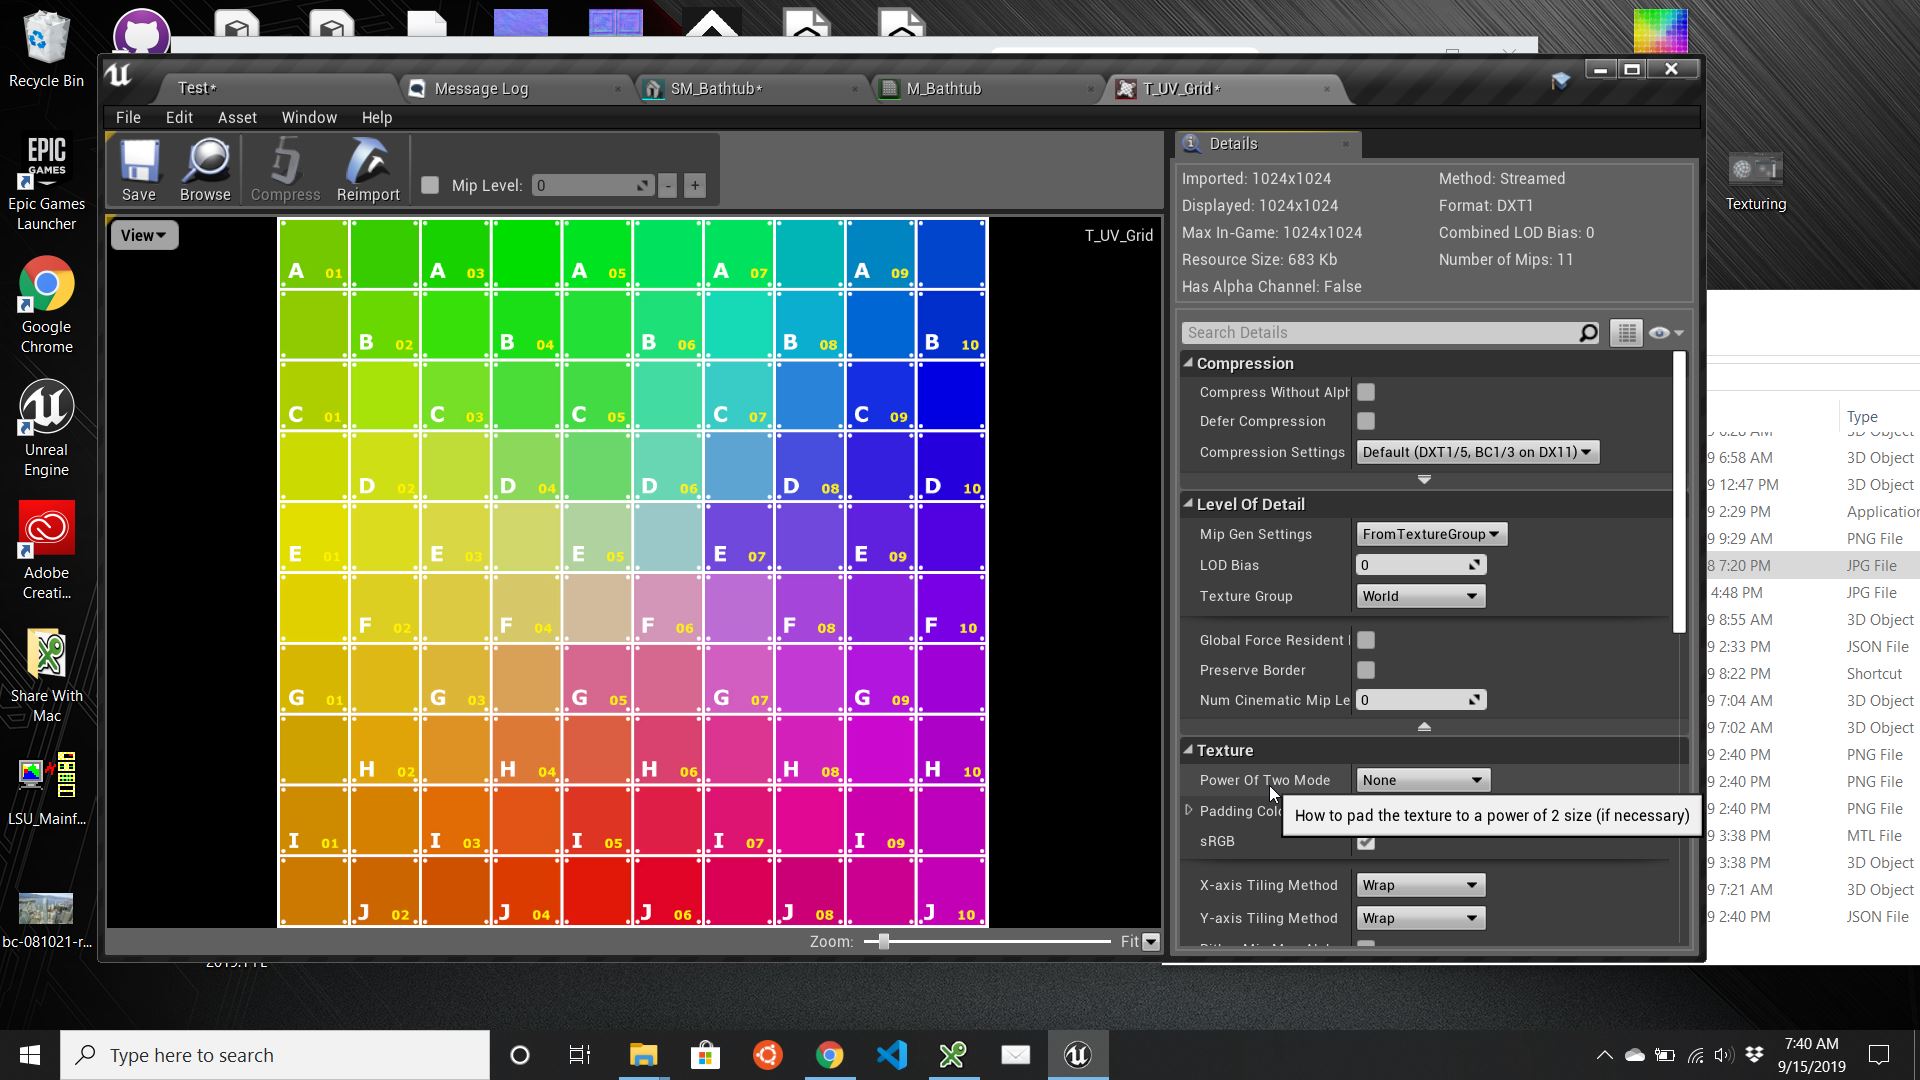 Recycle Bin
EPIC
GAMES
Epic Games
Launcher
Google
Chrome
Unreal
Engine
Adobe
Creati...
Share With
Mac
LSU_Mainf...
bc-081021-r...
Test*
Message Log
SM_Bathtub*
M_Bathtub
T_UV_Grid*
File Edit Asset Window Help
Save
Browse
Compress
Reimport
Mip Level: 0
- +
View
T_UV_Grid
A 01 A 03 A 05 A 07 A 09
B 02 B 04 B 06 B 08 B 10
C 01 C 03 C 05 C 07 C 09
D 02 D 04 D 06 D 08 D 10
E 01 E 03 E 05 E 07 E 09
F 02 F 04 F 06 F 08 F 10
G 01 G 03 G 05 G 07 G 09
H 02 H 04 H 06 H 08 H 10
I 01 I 03 I 05 I 07 I 09
J 02 J 04 J 06 J 08 J 10
Zoom:
Fit
Details
Imported: 1024x1024 Method: Streamed
Displayed: 1024x1024 Format: DXT1
Max In-Game: 1024x1024 Combined LOD Bias: 0
Resource Size: 683 Kb Number of Mips: 11
Has Alpha Channel: False
Search Details
Compression
Compress Without Alph
Defer Compression
Compression Settings Default (DXT1/5, BC1/3 on DX11)
Level Of Detail
Mip Gen Settings FromTextureGroup
LOD Bias 0
Texture Group World
Global Force Resident
Preserve Border
Num Cinematic Mip Le 0
Texture
Power Of Two Mode None
Padding Colo
How to pad the texture to a power of 2 size (if necessary)
sRGB
X-axis Tiling Method Wrap
Y-axis Tiling Method Wrap
Texturing
Type
3D Object
9 6:58 AM 3D Object
9 12:47 PM 3D Object
9 2:29 PM Application
9 9:29 AM PNG File
8 7:20 PM JPG File
4:48 PM JPG File
9 8:55 AM 3D Object
9 2:33 PM JSON File
9 8:22 PM Shortcut
9 7:04 AM 3D Object
9 7:02 AM 3D Object
9 2:40 PM PNG File
9 2:40 PM PNG File
9 2:40 PM PNG File
9 3:38 PM MTL File
9 3:38 PM 3D Object
9 7:21 AM 3D Object
9 2:40 PM JSON File
Type here to search
7:40 AM
9/15/2019